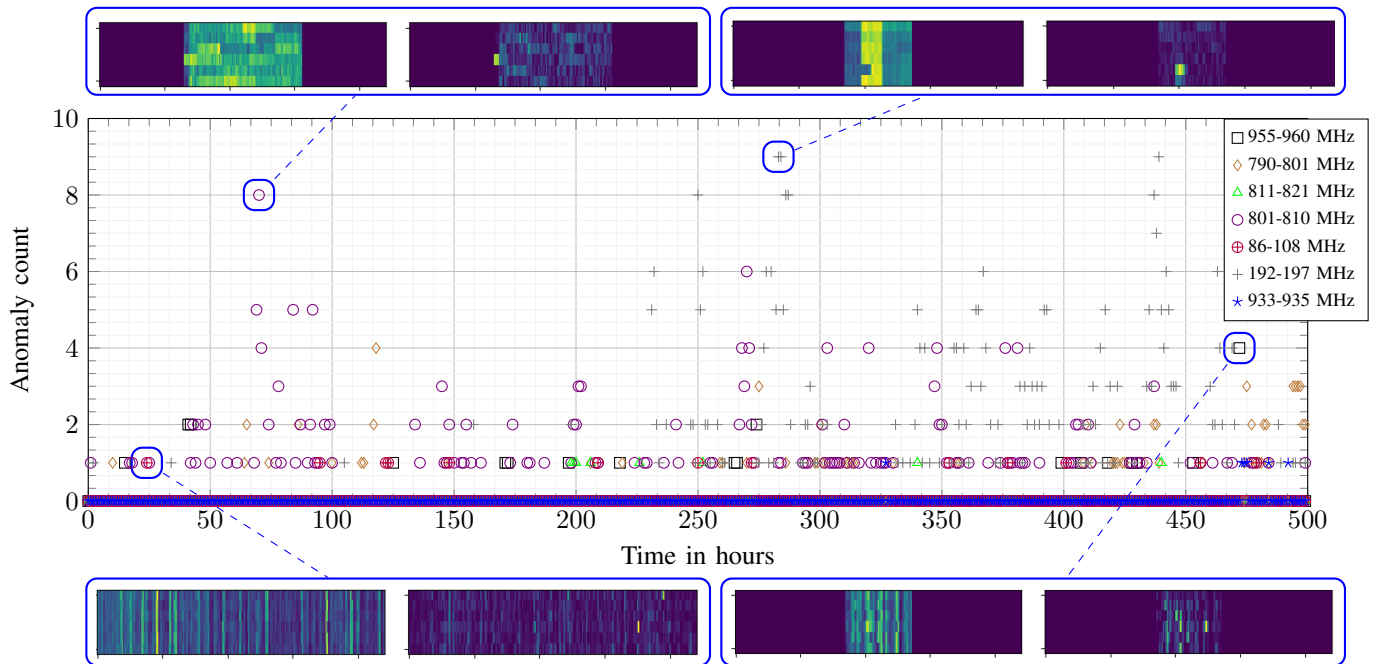 10
8
6
4
2
0
Anomaly count
0 50 100 150 200 250 300 350 400 450 500
Time in hours
955-960 MHz
790-801 MHz
811-821 MHz
801-810 MHz
86-108 MHz
192-197 MHz
933-935 MHz